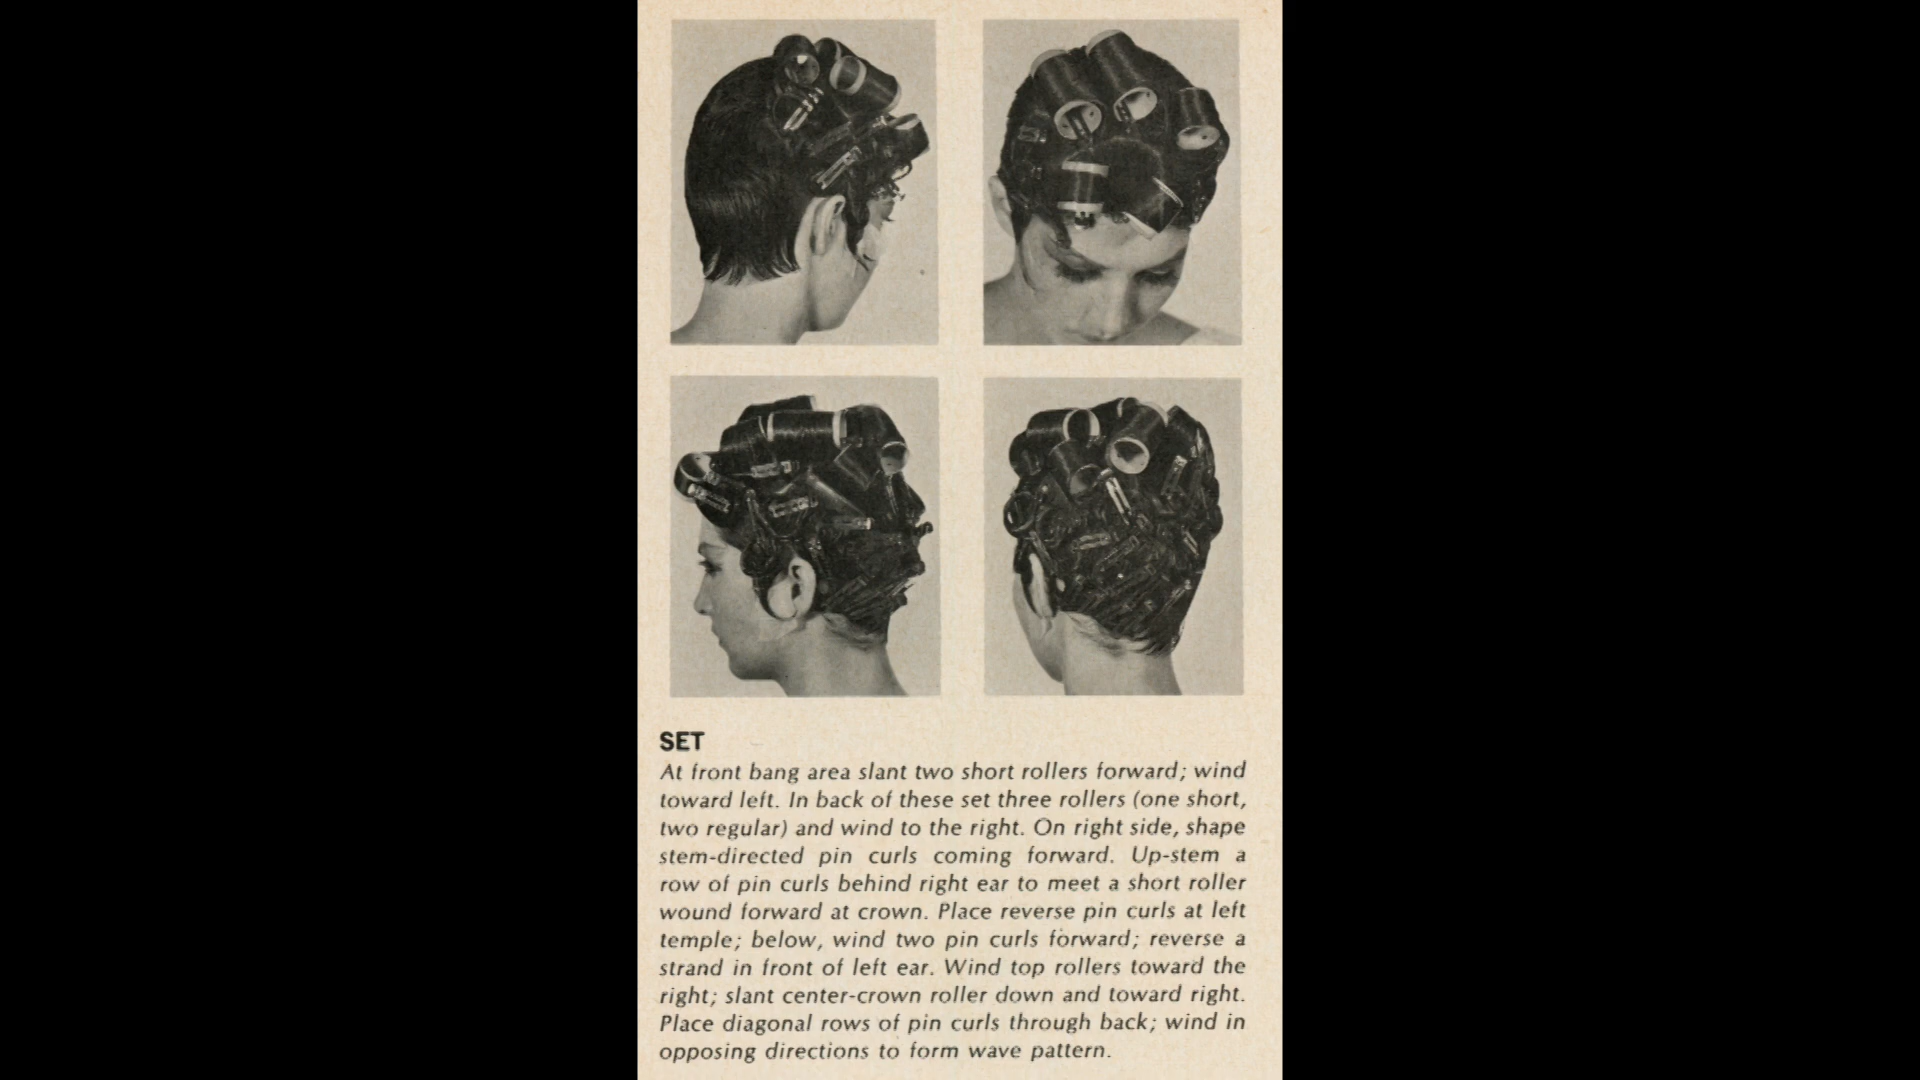 SET
At front bang area slant two short rollers forward; wind
toward left. In back of these set three rollers (one short,
two regular) and wind to the right. On right side, shape
stem-directed pin curls coming forward. Up-stem a
row of pin curls behind right ear to meet a short roller
wound forward at crown. Place reverse pin curls at left
temple; below, wind two pin curls forward; reverse a
strand in front of left ear. Wind top rollers toward the
right; slant center-crown roller down and toward right.
Place diagonal rows of pin curls through back; wind in
opposing directions to form wave pattern.